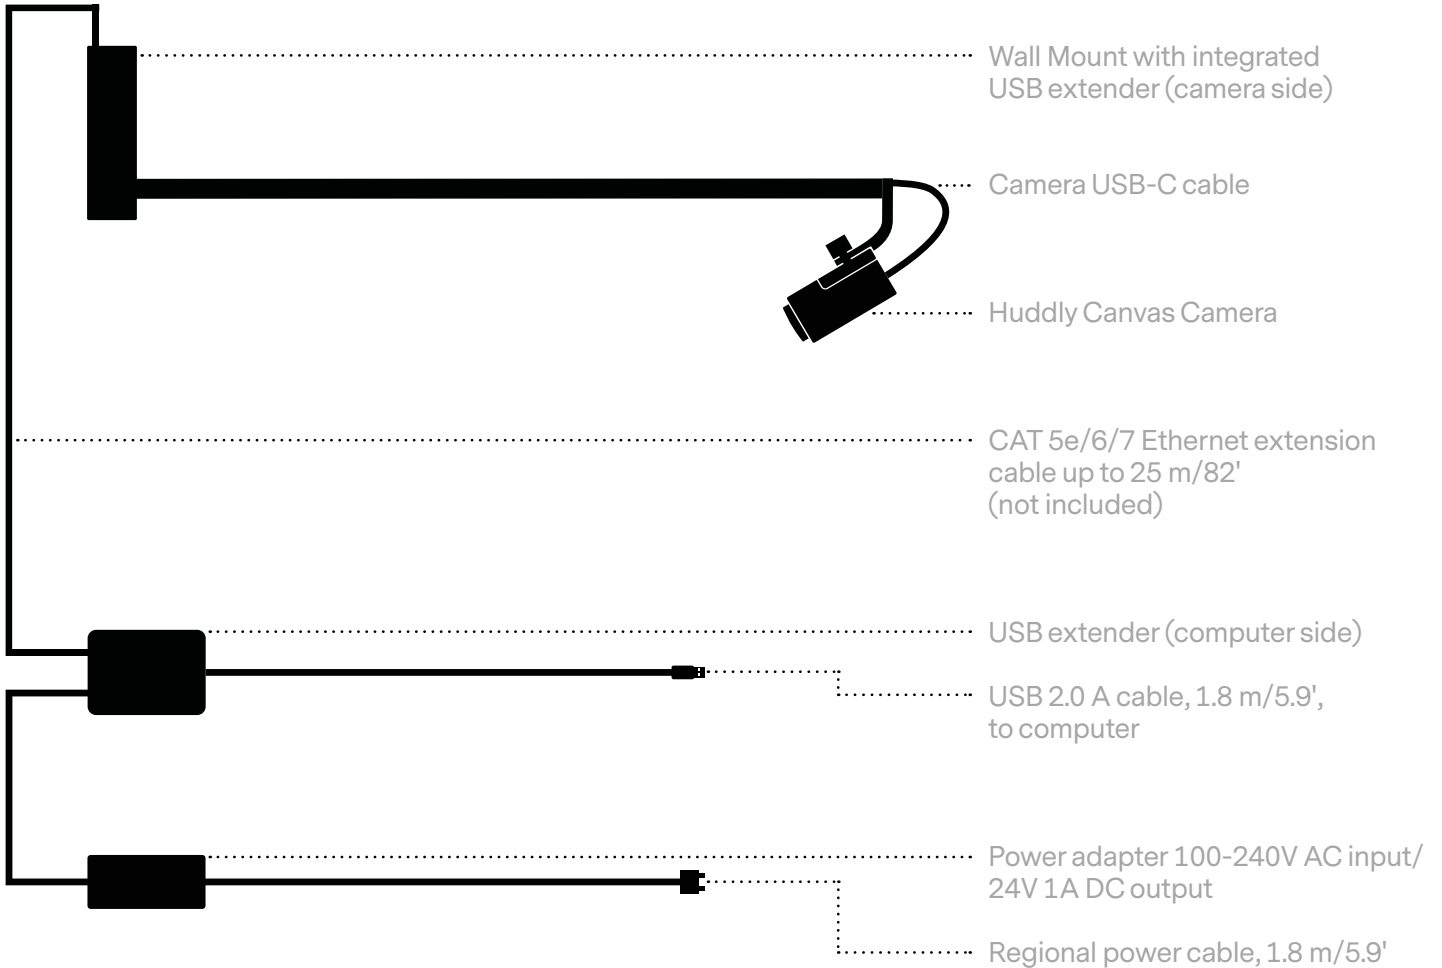 Wall Mount with integrated
USB extender (camera side)
Camera USB-C cable
Huddly Canvas Camera
CAT 5e/6/7 Ethernet extension
cable up to 25 m/82'
(not included)
USB extender (computer side)
USB 2.0 A cable, 1.8 m/5.9',
to computer
Power adapter 100-240V AC input/
24V 1A DC output
Regional power cable, 1.8 m/5.9'